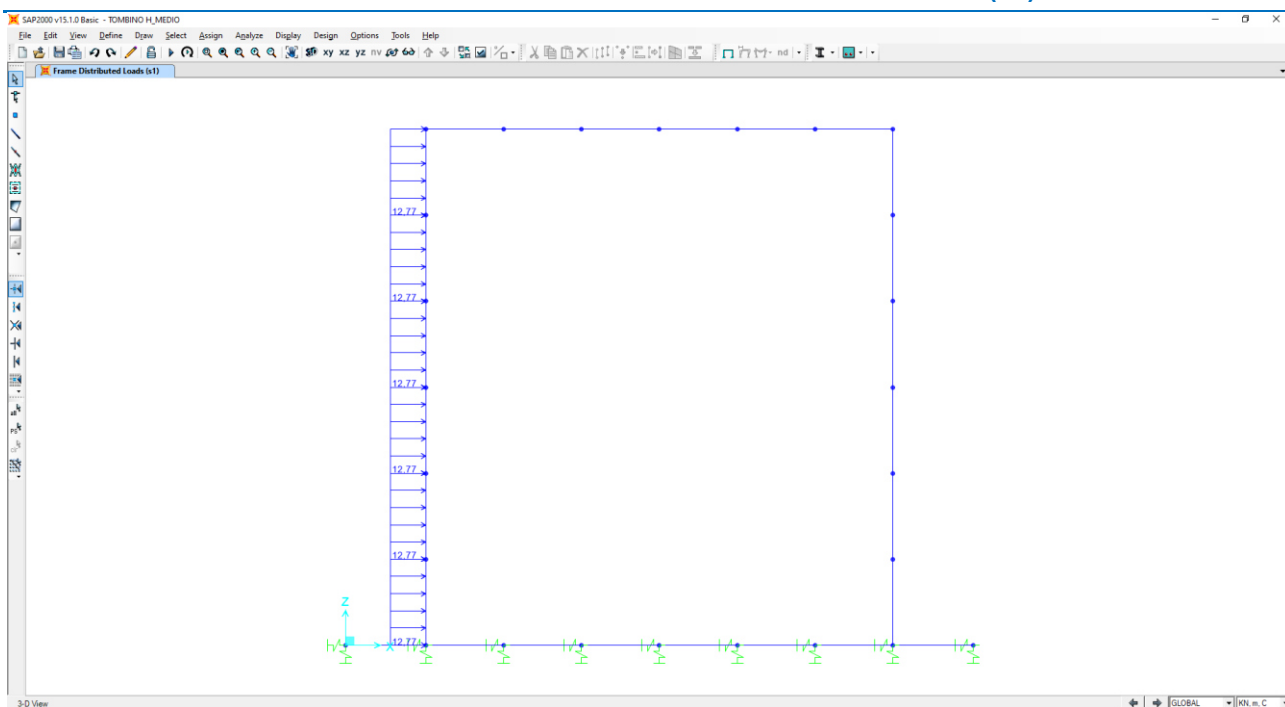 SAP2000 v15.1.0 Basic - TOMBINO H_MEDIO
File Edit View Define Draw Select Assign Analyze Display Design Options Tools Help
xy xz yz nv nd
Frame Distributed Loads (s1)
12.77
12.77
12.77
12.77
12.77
Z
12.77
X
3-D View GLOBAL KN, m, C